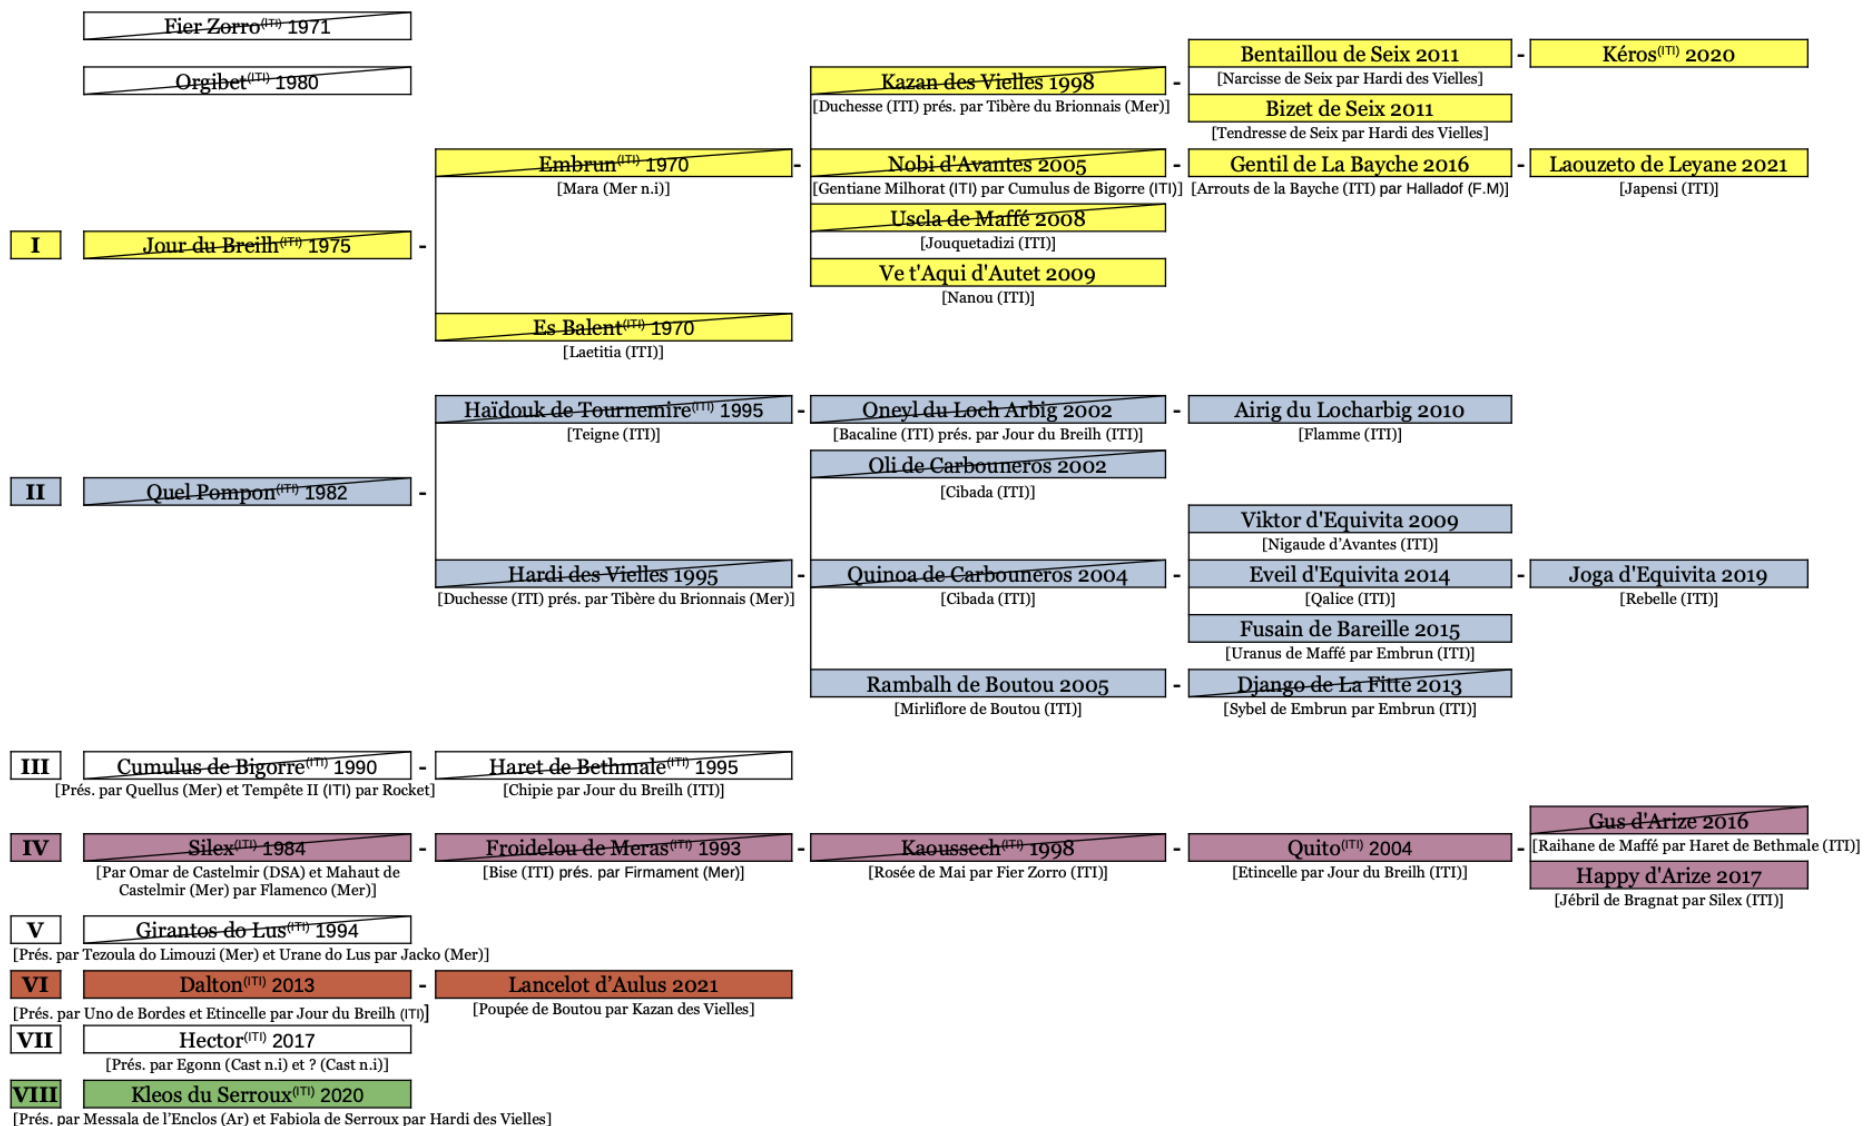 Fier Zorro(ITI) 1971
Orgibet(ITI) 1980
Bentaillou de Seix 2011 - Kéros(ITI) 2020
[Narcisse de Seix par Hardi des Vielles]
Kazan des Vielles 1998 -
[Duchesse (ITI) prés. par Tibère du Brionnais (Mer)]
Bizet de Seix 2011
[Tendresse de Seix par Hardi des Vielles]
Embrun(ITI) 1970 - Nobi d'Avantes 2005 - Gentil de La Bayche 2016 - Laouzeto de Leyane 2021
[Mara (Mer n.i)] [Gentiane Milhorat (ITI) par Cumulus de Bigorre (ITI)] [Arrouts de la Bayche (ITI) par Halladof (F.M)] [Japensi (ITI)]
Uscla de Maffé 2008
[Jouquetadizi (ITI)]
I Jour du Breilh(ITI) 1975 -
Ve t'Aqui d'Autet 2009
[Nanou (ITI)]
Es Balent(ITI) 1970
[Laetitia (ITI)]
Haïdouk de Tournemire(ITI) 1995 - Oneyl du Loch Arbig 2002 - Airig du Locharbig 2010
[Teigne (ITI)] [Bacaline (ITI) prés. par Jour du Breilh (ITI)] [Flamme (ITI)]
Oli de Carbouneros 2002
[Cibada (ITI)]
II Quel Pompon(ITI) 1982 -
Viktor d'Equivita 2009
[Nigaude d’Avantes (ITI)]
Hardi des Vielles 1995 - Quinoa de Carbouneros 2004 - Eveil d'Equivita 2014 - Joga d'Equivita 2019
[Duchesse (ITI) prés. par Tibère du Brionnais (Mer)] [Cibada (ITI)] [Qalice (ITI)] [Rebelle (ITI)]
Fusain de Bareille 2015
[Uranus de Maffé par Embrun (ITI)]
Rambalh de Boutou 2005 - Django de La Fitte 2013
[Mirliflore de Boutou (ITI)] [Sybel de Embrun par Embrun (ITI)]
III Cumulus de Bigorre(ITI) 1990 - Haret de Bethmale(ITI) 1995
[Prés. par Quellus (Mer) et Tempête II (ITI) par Rocket] [Chipie par Jour du Breilh (ITI)]
Gus d'Arize 2016
[Raihane de Maffé par Haret de Bethmale (ITI)]
IV Silex(ITI) 1984 - Froidelou de Meras(ITI) 1993 - Kaoussech(ITI) 1998 - Quito(ITI) 2004 -
[Par Omar de Castelmir (DSA) et Mahaut de [Bise (ITI) prés. par Firmament (Mer)] [Rosée de Mai par Fier Zorro (ITI)] [Etincelle par Jour du Breilh (ITI)]
Castelmir (Mer) par Flamenco (Mer)]
Happy d'Arize 2017
[Jébril de Bragnat par Silex (ITI)]
V Girantos do Lus(ITI) 1994
[Prés. par Tezoula do Limouzi (Mer) et Urane do Lus par Jacko (Mer)]
VI Dalton(ITI) 2013 - Lancelot d’Aulus 2021
[Prés. par Uno de Bordes et Etincelle par Jour du Breilh (ITI)] [Poupée de Boutou par Kazan des Vielles]
VII Hector(ITI) 2017
[Prés. par Egonn (Cast n.i) et ? (Cast n.i)]
VIII Kleos du Serroux(ITI) 2020
[Prés. par Messala de l’Enclos (Ar) et Fabiola de Serroux par Hardi des Vielles]